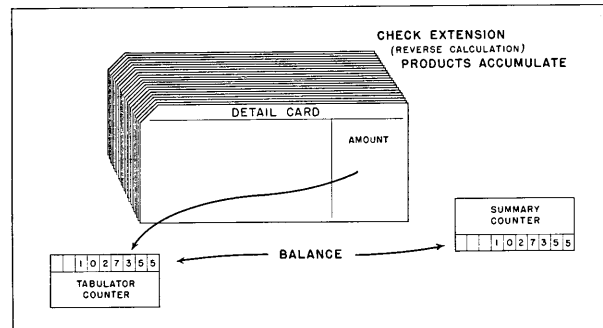 CHECK EXTENSION
(REVERSE CALCULATION)
PRODUCTS ACCUMULATE
DETAIL CARD
AMOUNT
SUMMARY
COUNTER
1 0 2 7 3 5 5
BALANCE
1 0 2 7 3 5 5
TABULATOR
COUNTER